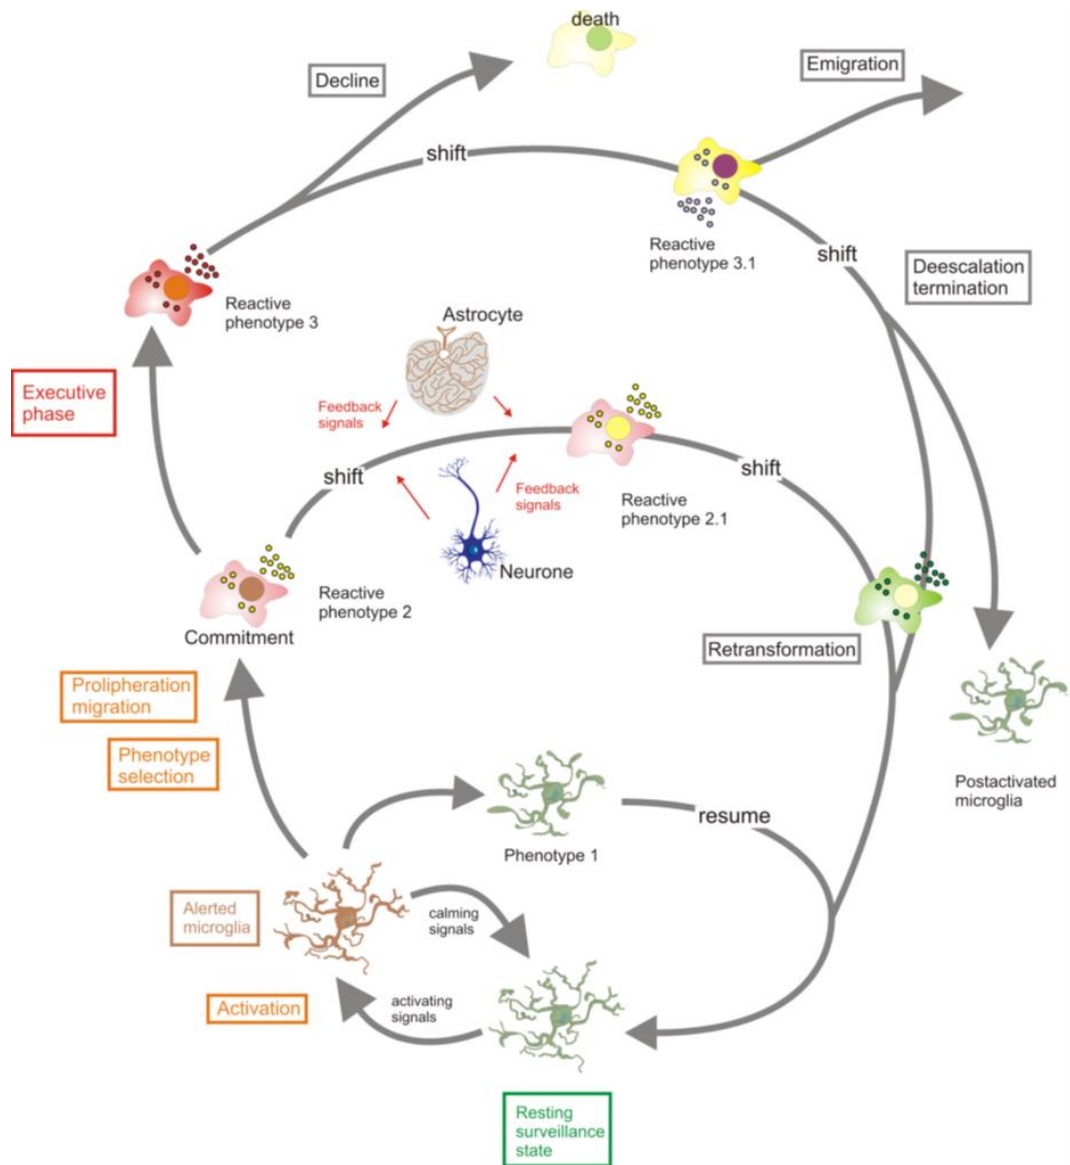 death
Decline
Emigration
shift
Reactive
phenotype 3.1
shift
Deescalation
termination
Reactive
phenotype 3
Astrocyte
Executive
phase
Feedback
signals
shift
Feedback
signals
Reactive
phenotype 2.1
shift
Neurone
Reactive
phenotype 2
Commitment
Retransformation
Prolipheration
migration
Phenotype
selection
Postactivated
microglia
resume
Phenotype 1
Alerted
microglia
calming
signals
activating
signals
Activation
Resting
surveillance
state